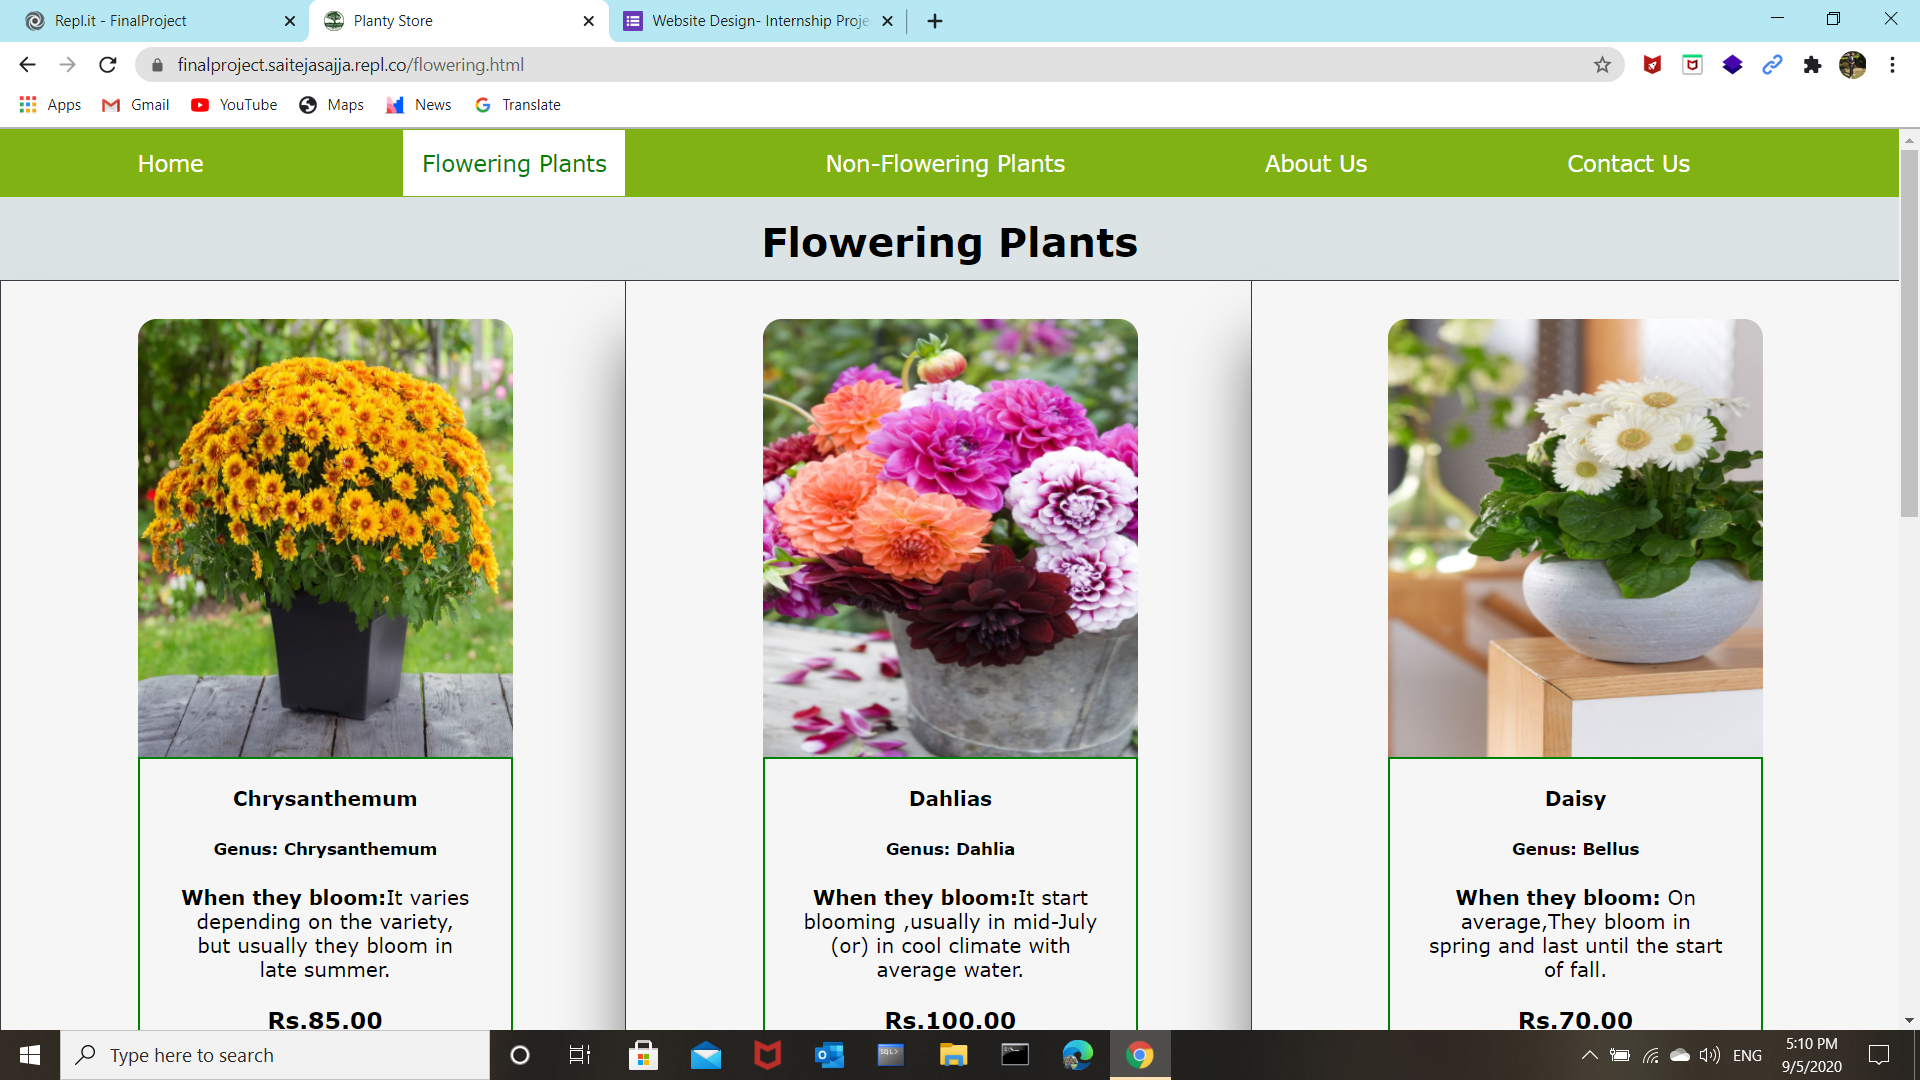 Repl.it - FinalProject
Planty Store
Website Design- Internship Proje
finalproject.saitejasajja.repl.co/flowering.html
Apps Gmail YouTube Maps News Translate
Home Flowering Plants Non-Flowering Plants About Us Contact Us
Flowering Plants
Chrysanthemum
Genus: Chrysanthemum
When they bloom:It varies
depending on the variety,
but usually they bloom in
late summer.
Rs.85.00
Dahlias
Genus: Dahlia
When they bloom:It start
blooming ,usually in mid-July
(or) in cool climate with
average water.
Rs.100.00
Daisy
Genus: Bellus
When they bloom: On
average,They bloom in
spring and last until the start
of fall.
Rs.70.00
Type here to search
SQL>
ENG
5:10 PM
9/5/2020